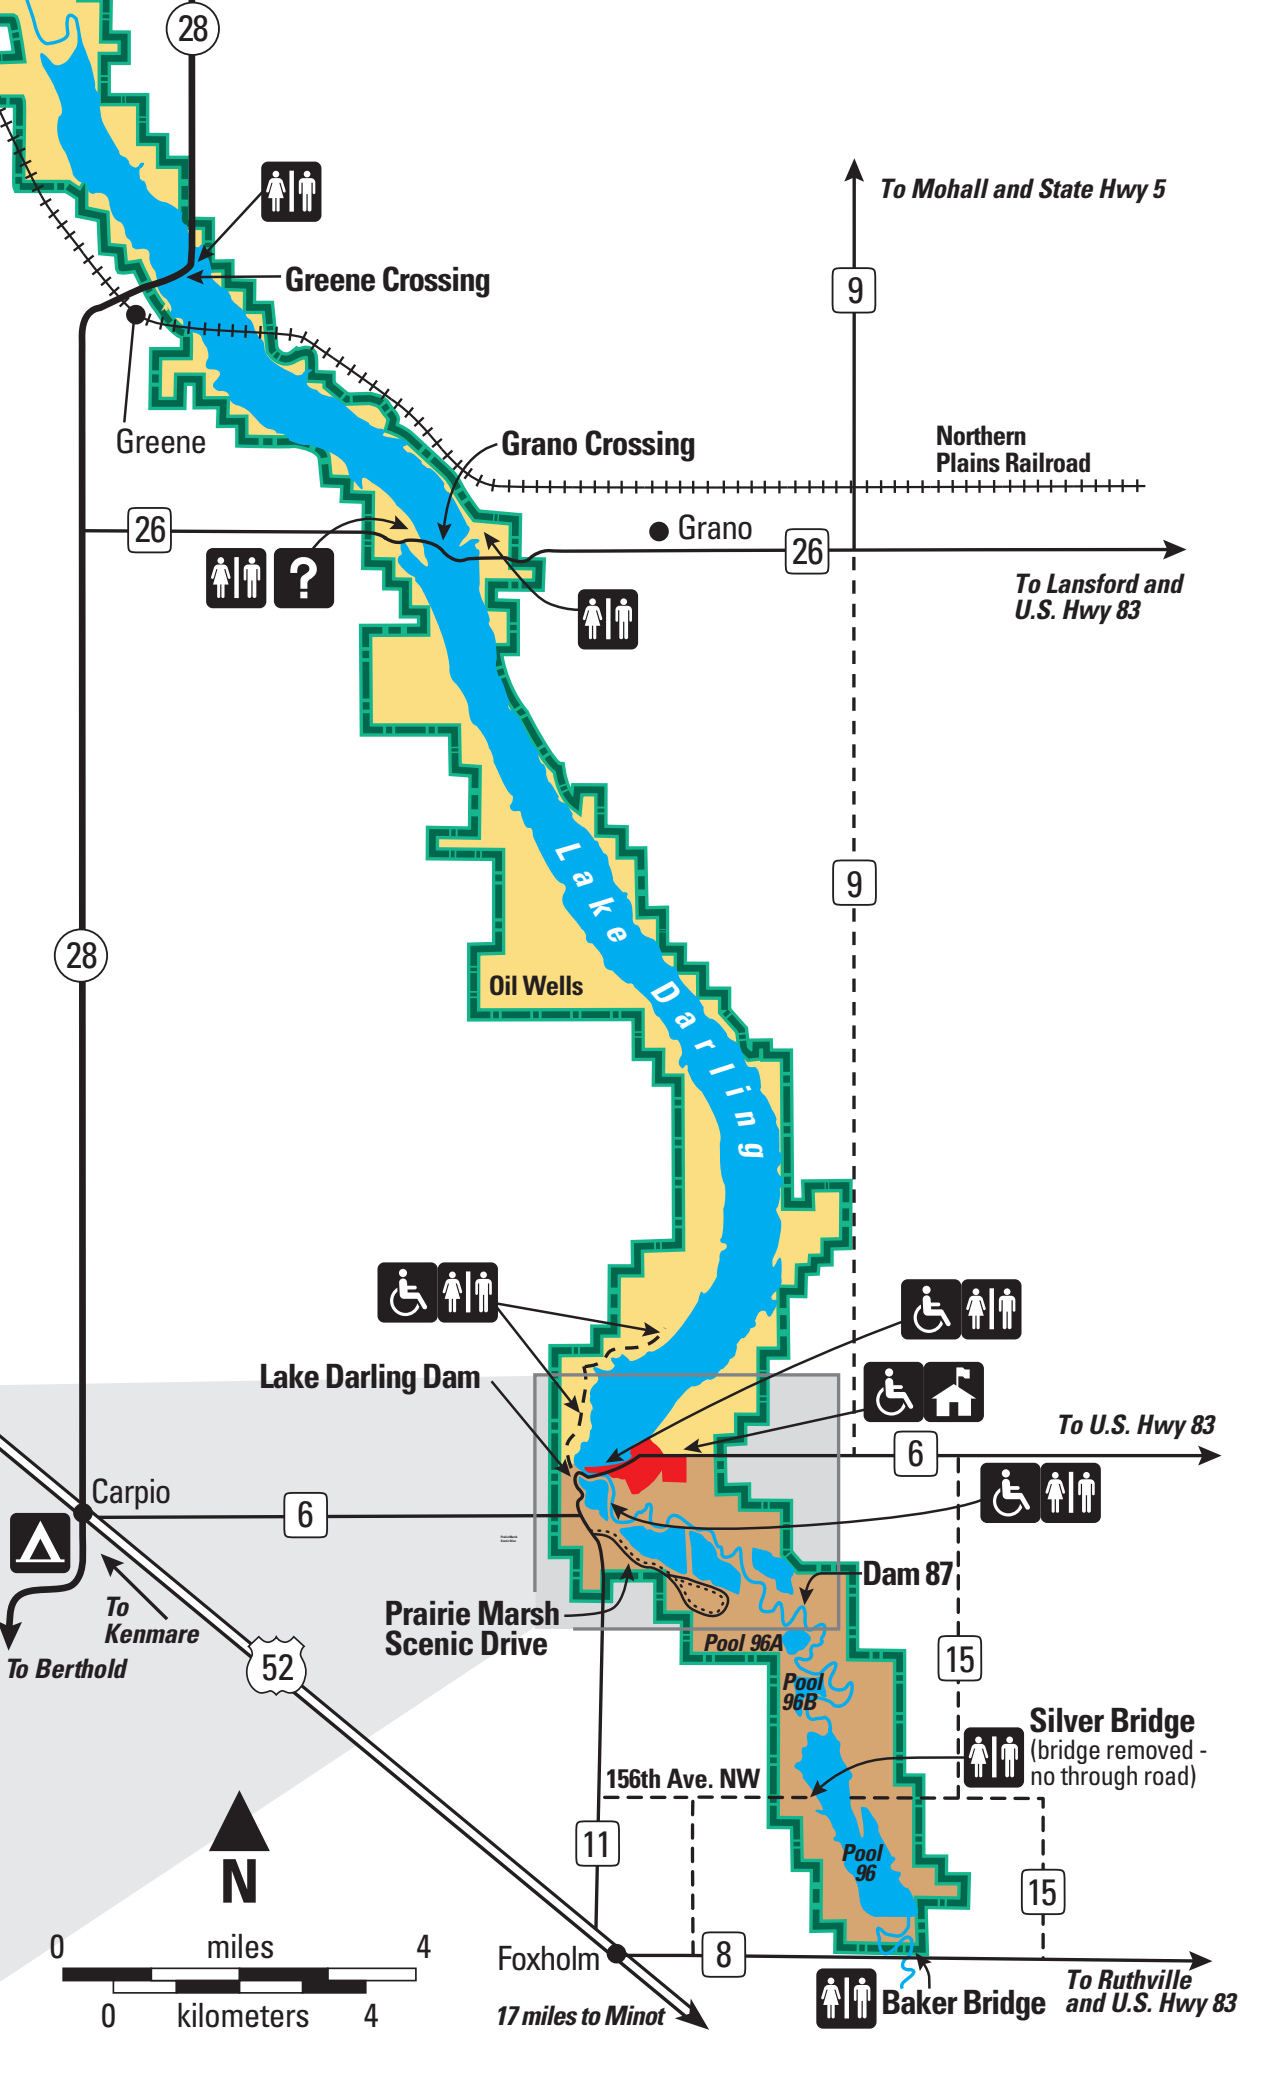 28
To Mohall and State Hwy 5
9
Greene Crossing
Greene
Grano Crossing
Northern
Plains Railroad
26
Grano
26
?
To Lansford and
U.S. Hwy 83
Lake Darling
9
28
Oil Wells
Lake Darling Dam
To U.S. Hwy 83
6
Carpio
6
Dam 87
To
Kenmare
Prairie Marsh
Scenic Drive
Pool 96A
To Berthold
52
15
Pool
96B
Silver Bridge
(bridge removed -
no through road)
156th Ave. NW
11
Pool
96
15
N
0 miles 4
0 kilometers 4
Foxholm
8
17 miles to Minot
Baker Bridge
To Ruthville
and U.S. Hwy 83